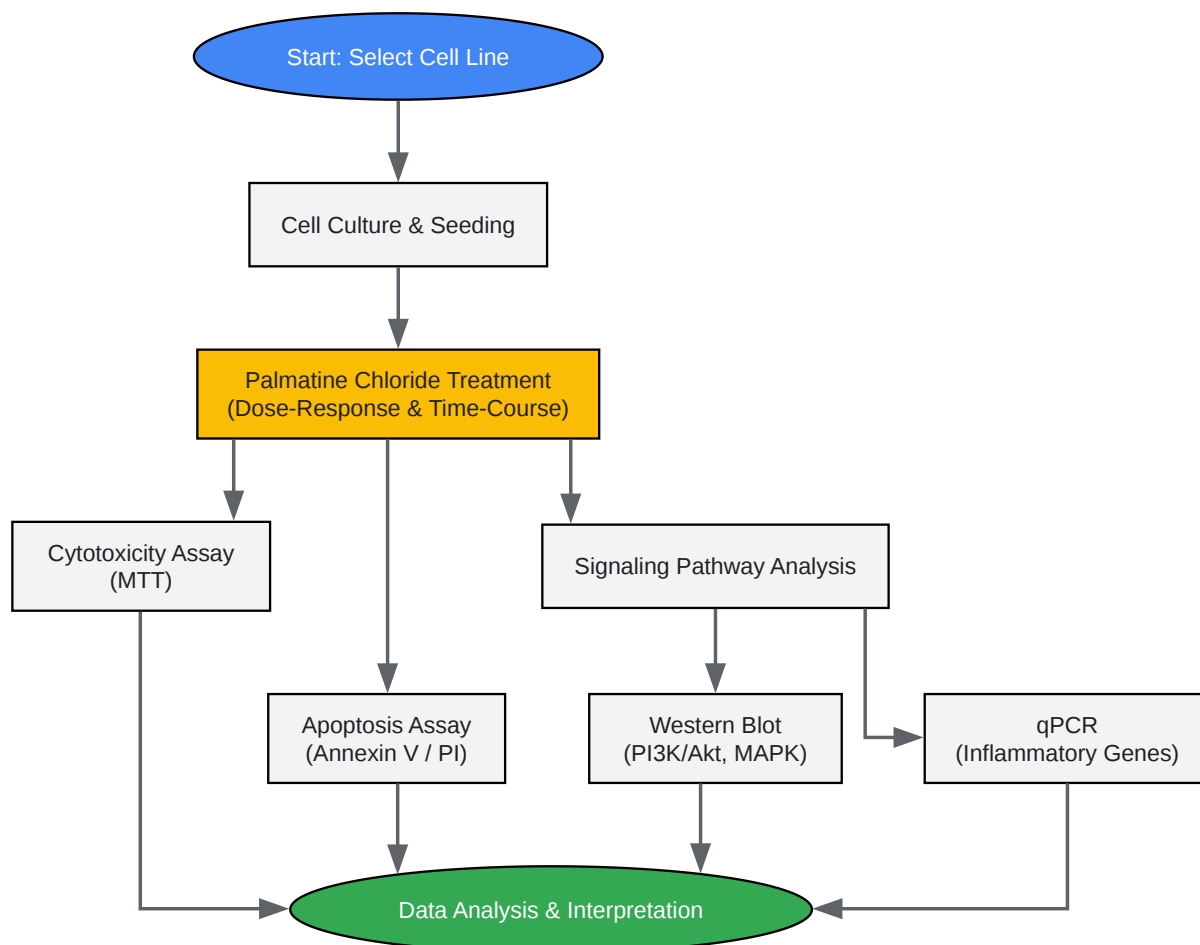 Start: Select Cell Line
Cell Culture & Seeding
Palmatine Chloride Treatment
(Dose-Response & Time-Course)
Cytotoxicity Assay
(MTT)
Signaling Pathway Analysis
Apoptosis Assay
(Annexin V / PI)
Western Blot
(PI3K/Akt, MAPK)
qPCR
(Inflammatory Genes)
Data Analysis & Interpretation